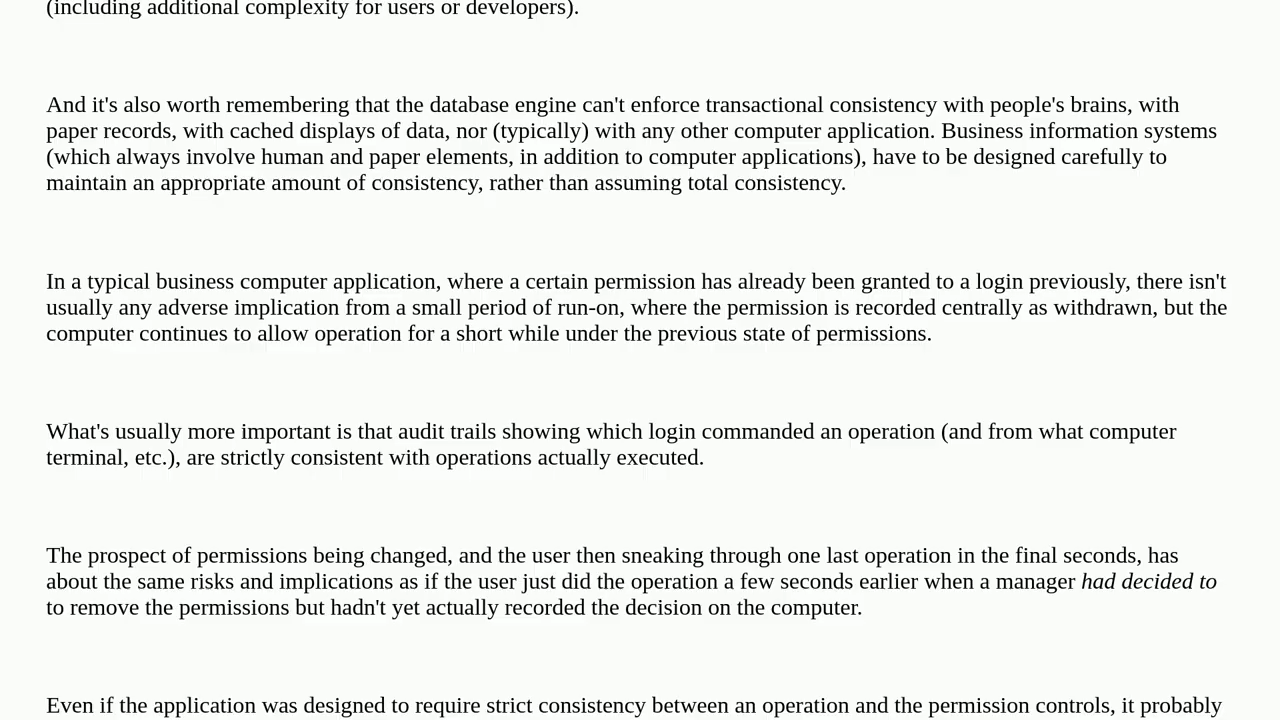 (including additional complexity for users or developers).
And it's also worth remembering that the database engine can't enforce transactional consistency with people's brains, with
paper records, with cached displays of data, nor (typically) with any other computer application. Business information systems
(which always involve human and paper elements, in addition to computer applications), have to be designed carefully to
maintain an appropriate amount of consistency, rather than assuming total consistency.
In a typical business computer application, where a certain permission has already been granted to a login previously, there isn't
usually any adverse implication from a small period of run-on, where the permission is recorded centrally as withdrawn, but the
computer continues to allow operation for a short while under the previous state of permissions.
What's usually more important is that audit trails showing which login commanded an operation (and from what computer
terminal, etc.), are strictly consistent with operations actually executed.
The prospect of permissions being changed, and the user then sneaking through one last operation in the final seconds, has
about the same risks and implications as if the user just did the operation a few seconds earlier when a manager had decided to
to remove the permissions but hadn't yet actually recorded the decision on the computer.
Even if the application was designed to require strict consistency between an operation and the permission controls, it probably